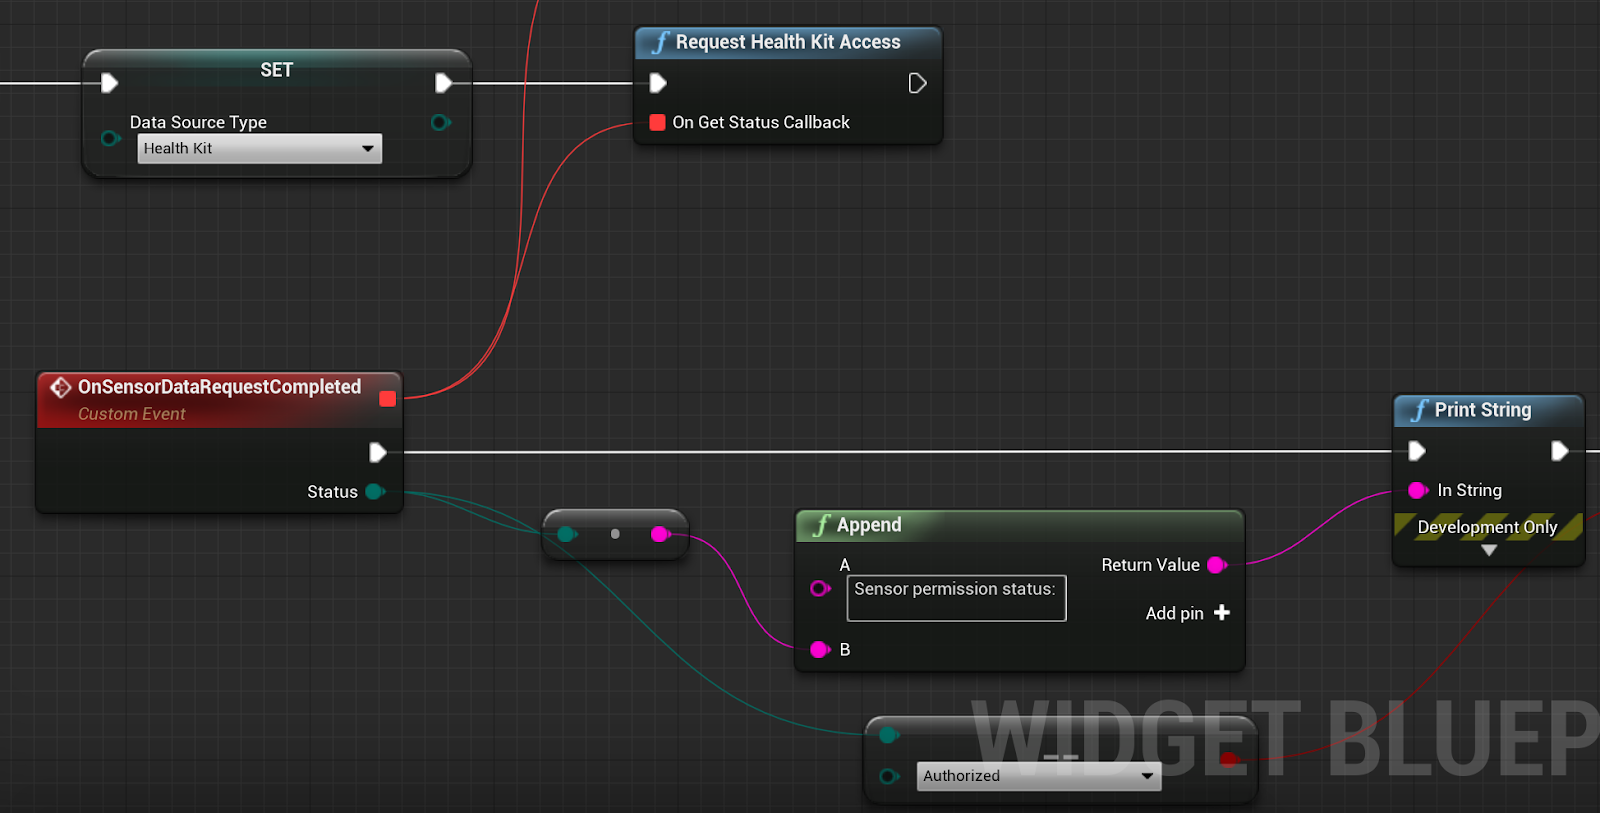 SET
Data Source Type
Health Kit
f Request Health Kit Access
On Get Status Callback
OnSensorDataRequestCompleted
Custom Event
Status
f Append
A
Sensor permission status:
B
Return Value
Add pin +
f Print String
In String
Development Only
==
Authorized
WIDGET BLUEP